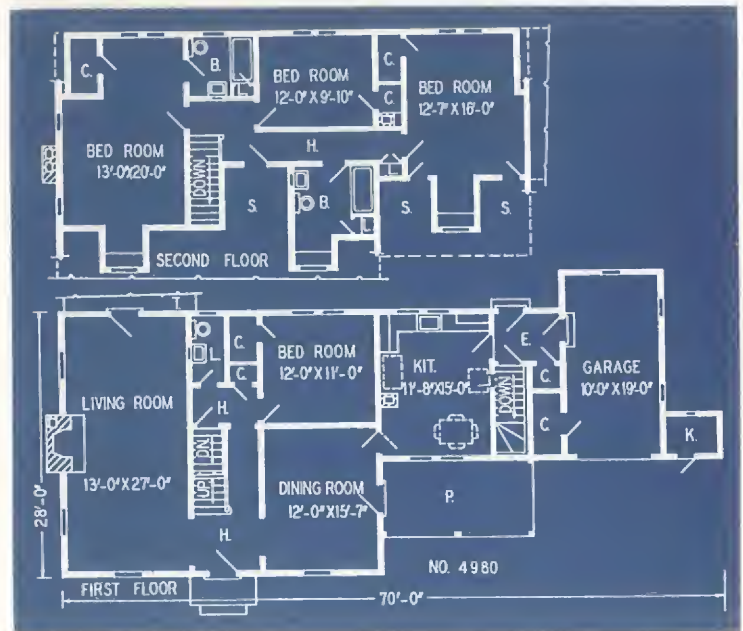 C.
B.
L.
BED ROOM
12'-0" X 9'-10"
C.
C.
BED ROOM
12'-7" X 16'-0"
H.
BED ROOM
13'-0" X 20'-0"
DOWN
S.
B.
L.
S.
S.
SECOND FLOOR
T.
L.
C.
C.
BED ROOM
12'-0" X 11'-0"
KIT.
11'-8" X 15'-0"
E.
C.
C.
DOWN
GARAGE
10'-0" X 19'-0"
K.
LIVING ROOM
13'-0" X 27'-0"
H.
UP
DN.
H.
DINING ROOM
12'-0" X 15'-7"
P.
28'-0"
NO. 4980
FIRST FLOOR
70'-0"